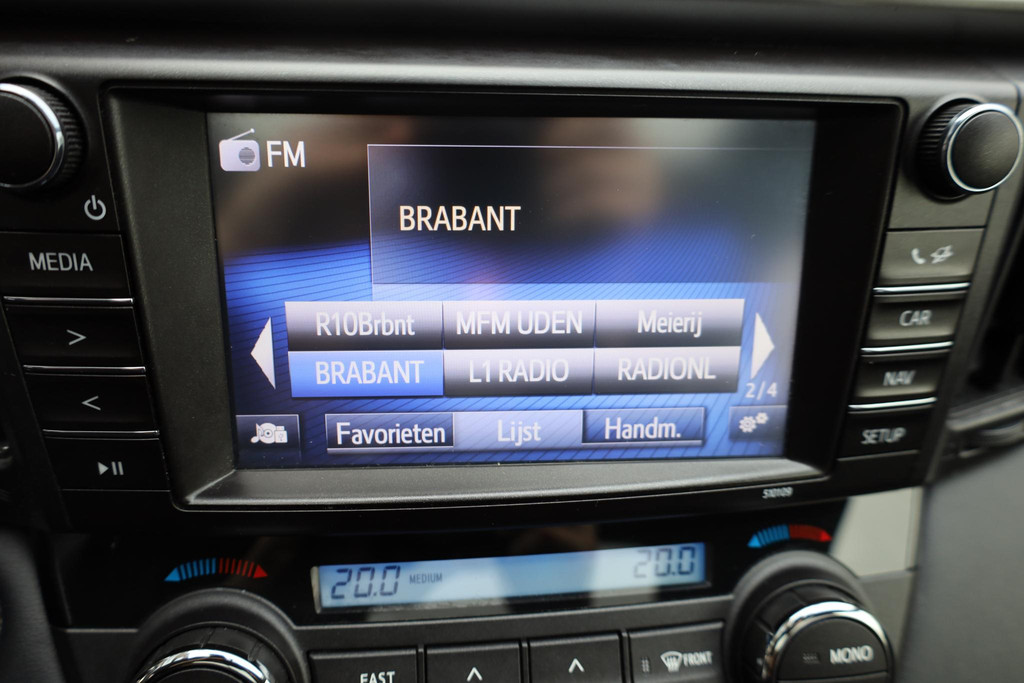 FM
BRABANT
MEDIA
R10Brbnt MFM UDEN Meierij
BRABANT L1 RADIO RADIONL
2/4
Favorieten Lijst Handm.
CAR
NAV
SETUP
510109
20.0 MEDIUM 20.0
FAST
FRONT
MONO